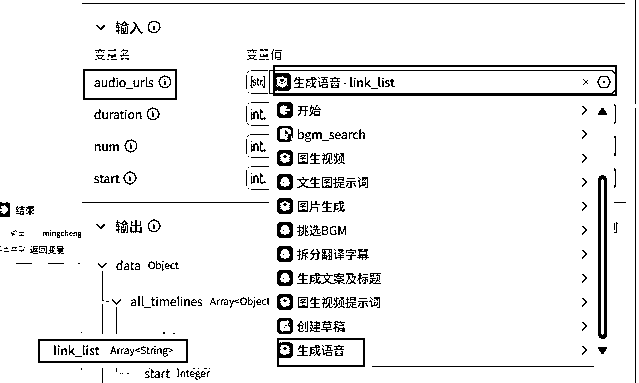 输入
变量名 变量值
audio_urls [str] 生成语音 - link_list
duration int. 开始
bgm_search
num int. 图生视频
文生图提示词
start int. 图片生成
结束 输出 挑选BGM
mingcheng
返回变量 拆分翻译字幕
data Object
生成文案及标题
all_timelines Array<Object 图生视频提示词
创建草稿
link_list Array<String> 生成语音
start Integer